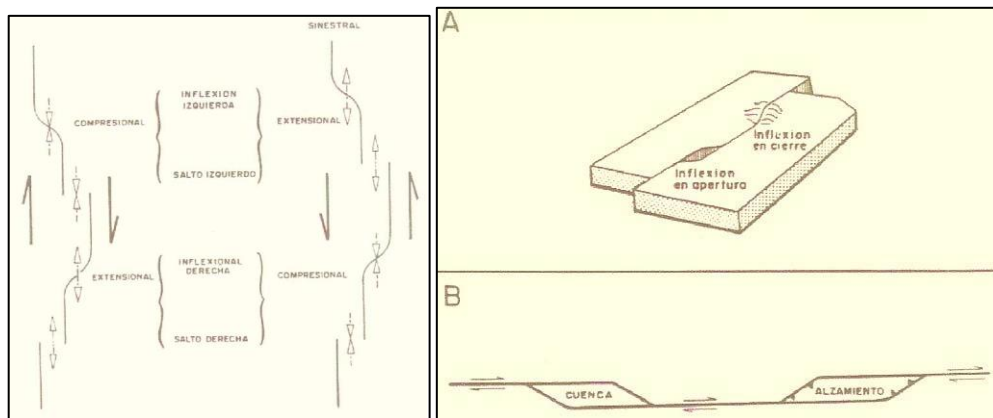 SINESTRAL
COMPRESIONAL
INFLEXION
IZQUIERDA
SALTO IZQUIERDO
EXTENSIONAL
EXTENSIONAL
INFLEXIONAL
DERECHA
SALTO DERECHA
COMPRESIONAL
A
Inflexion
en cierre
Inflexion
en apertura
B
CUENCA
ALZAMIENTO